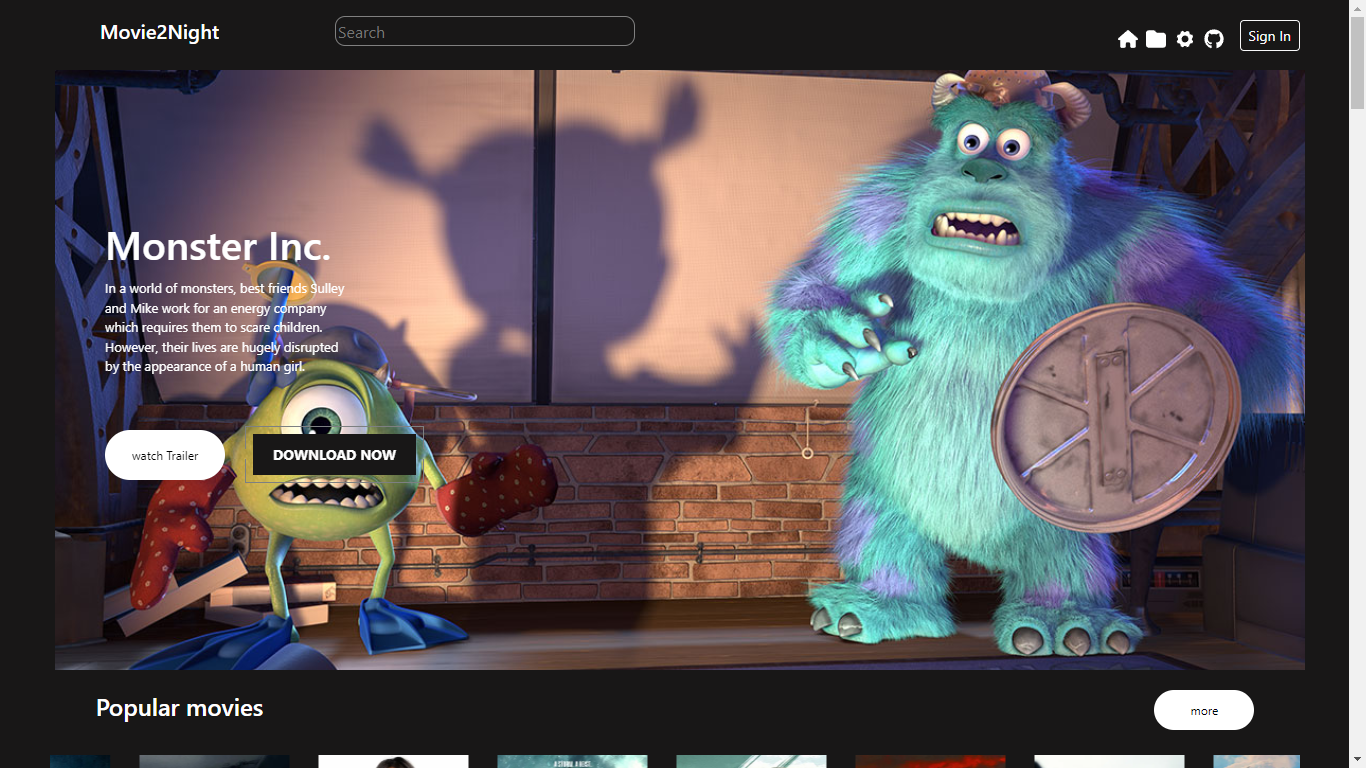 Movie2Night
Search
Sign In
Monster Inc.
In a world of monsters, best friends Sulley
and Mike work for an energy company
which requires them to scare children.
However, their lives are hugely disrupted
by the appearance of a human girl.
watch Trailer
DOWNLOAD NOW
Popular movies
more
A STORM. A HEIST.